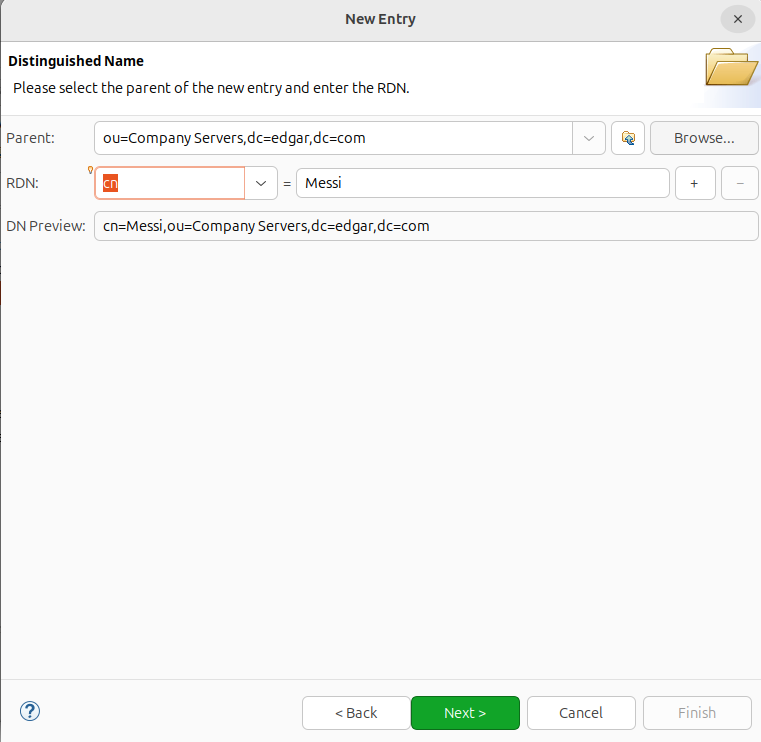 New Entry
Distinguished Name
Please select the parent of the new entry and enter the RDN.
Parent: ou=Company Servers,dc=edgar,dc=com Browse...
RDN: cn = Messi + -
DN Preview: cn=Messi,ou=Company Servers,dc=edgar,dc=com
? < Back Next > Cancel Finish